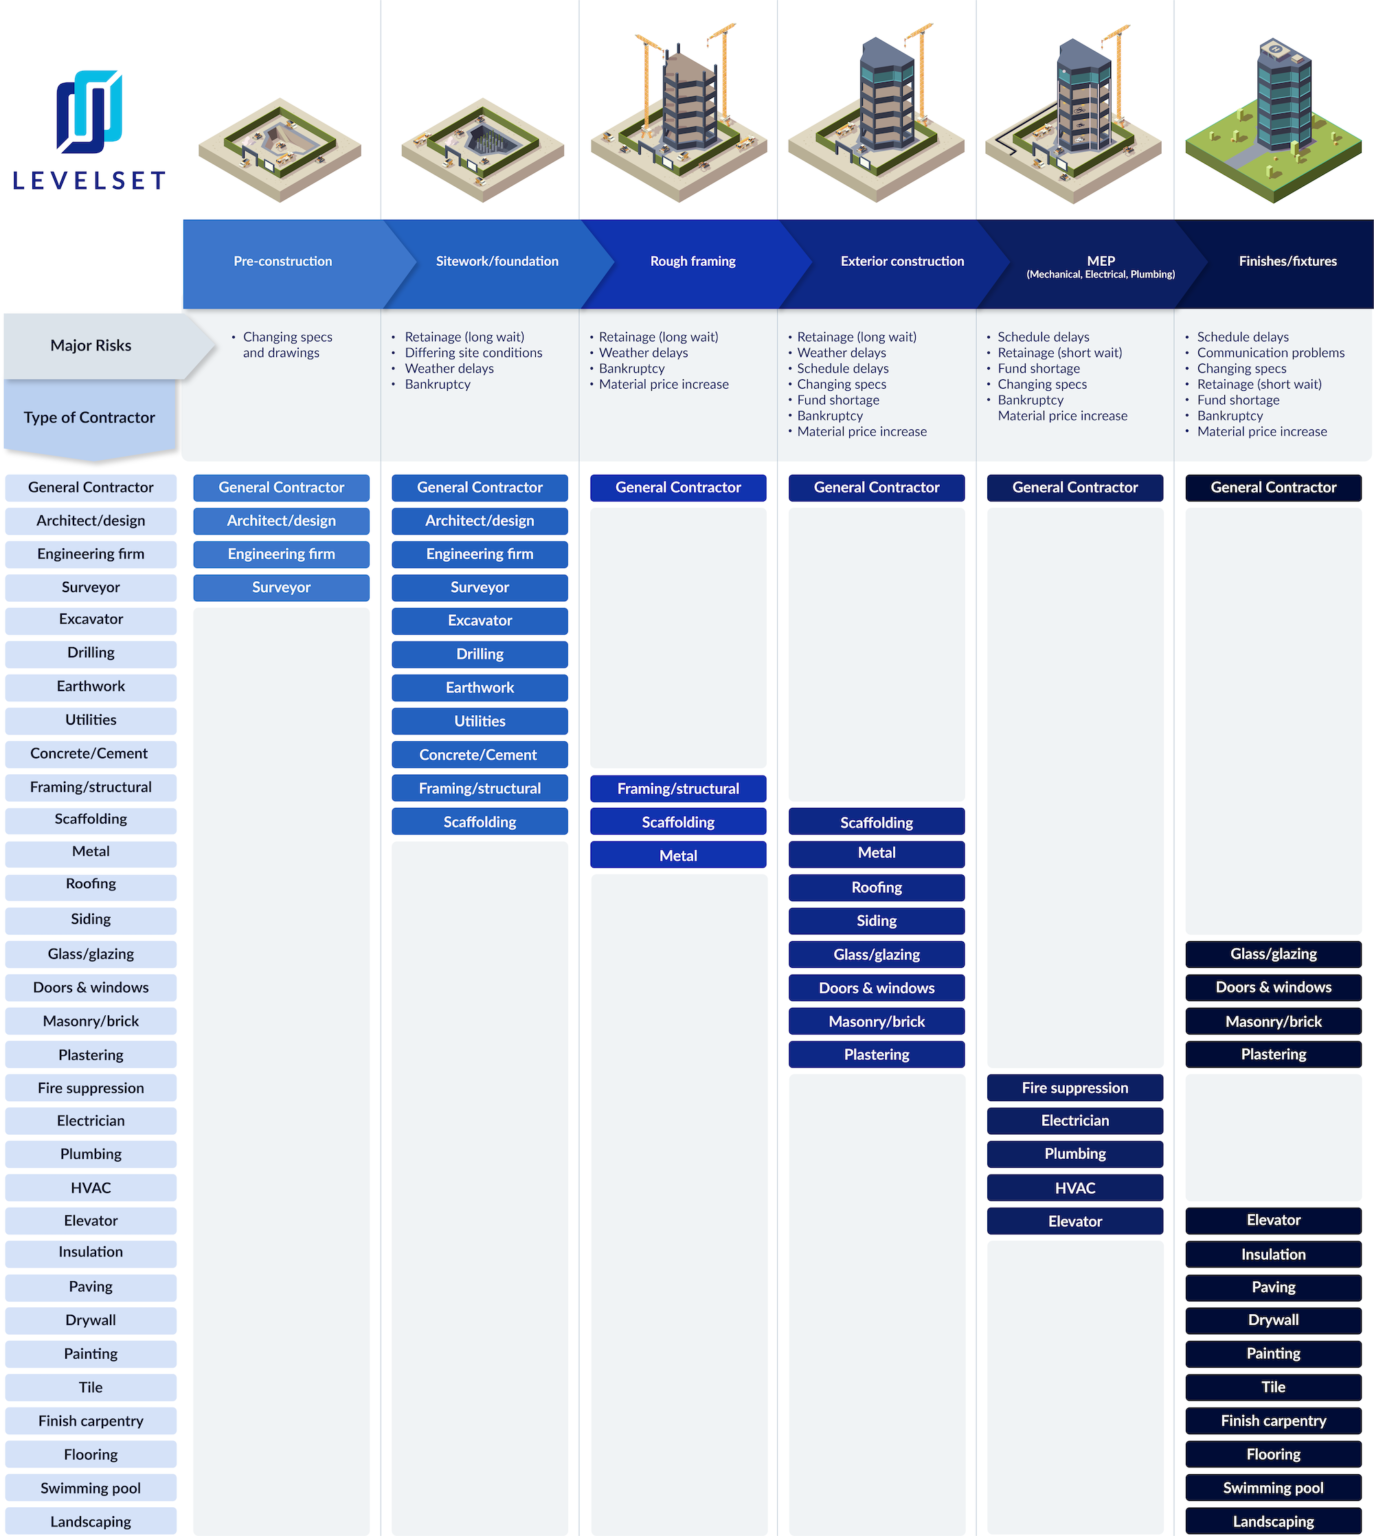 LEVELSET
Pre-construction
Sitework/foundation
Rough framing
Exterior construction
MEP
(Mechanical, Electrical, Plumbing)
Finishes/fixtures
Major Risks
• Changing specs
and drawings
• Retainage (long wait)
• Differing site conditions
• Weather delays
• Bankruptcy
• Retainage (long wait)
• Weather delays
• Bankruptcy
• Material price increase
• Retainage (long wait)
• Weather delays
• Schedule delays
• Changing specs
• Fund shortage
• Bankruptcy
• Material price increase
• Schedule delays
• Retainage (short wait)
• Fund shortage
• Changing specs
• Bankruptcy
Material price increase
• Schedule delays
• Communication problems
• Changing specs
• Retainage (short wait)
• Fund shortage
• Bankruptcy
• Material price increase
Type of Contractor
General Contractor General Contractor General Contractor General Contractor General Contractor General Contractor General Contractor
Architect/design Architect/design Architect/design
Engineering firm Engineering firm Engineering firm
Surveyor Surveyor Surveyor
Excavator Excavator
Drilling Drilling
Earthwork Earthwork
Utilities Utilities
Concrete/Cement Concrete/Cement
Framing/structural Framing/structural Framing/structural
Scaffolding Scaffolding Scaffolding Scaffolding
Metal Metal Metal
Roofing Roofing
Siding Siding
Glass/glazing Glass/glazing Glass/glazing
Doors & windows Doors & windows Doors & windows
Masonry/brick Masonry/brick Masonry/brick
Plastering Plastering Plastering
Fire suppression Fire suppression
Electrician Electrician
Plumbing Plumbing
HVAC HVAC
Elevator Elevator Elevator
Insulation Insulation
Paving Paving
Drywall Drywall
Painting Painting
Tile Tile
Finish carpentry Finish carpentry
Flooring Flooring
Swimming pool Swimming pool
Landscaping Landscaping